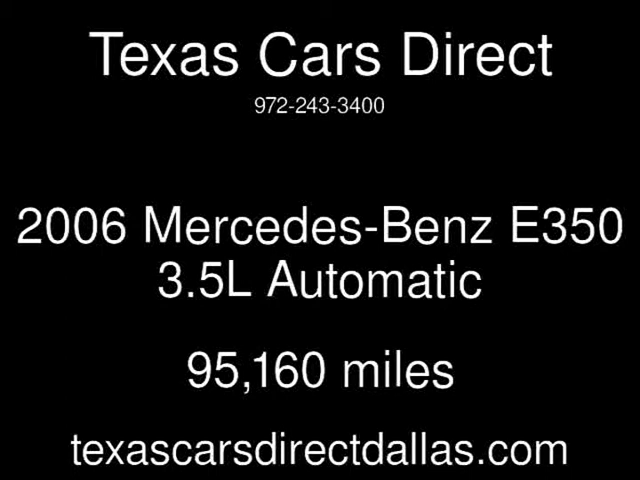 Texas Cars Direct
972-243-3400
2006 Mercedes-Benz E350
3.5L Automatic
95,160 miles
texascarsdirectdallas.com